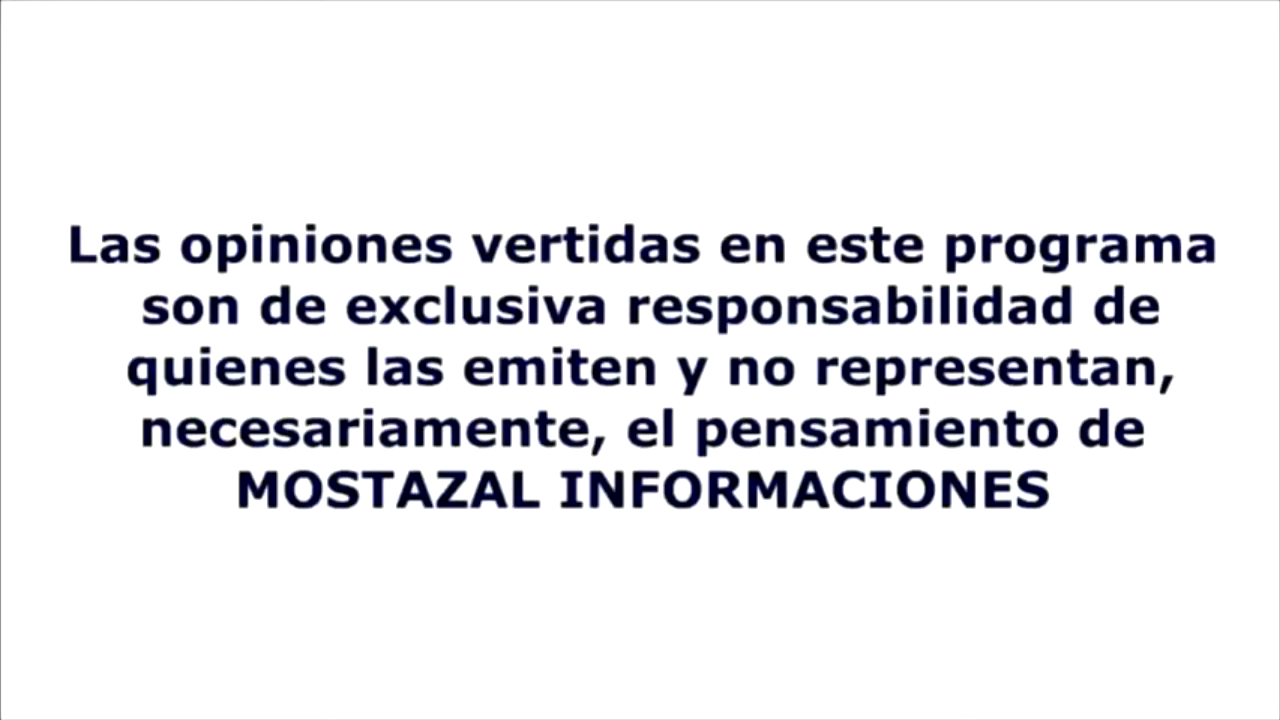 Las opiniones vertidas en este programa
son de exclusiva responsabilidad de
quienes las emiten y no representan,
necesariamente, el pensamiento de
MOSTAZAL INFORMACIONES